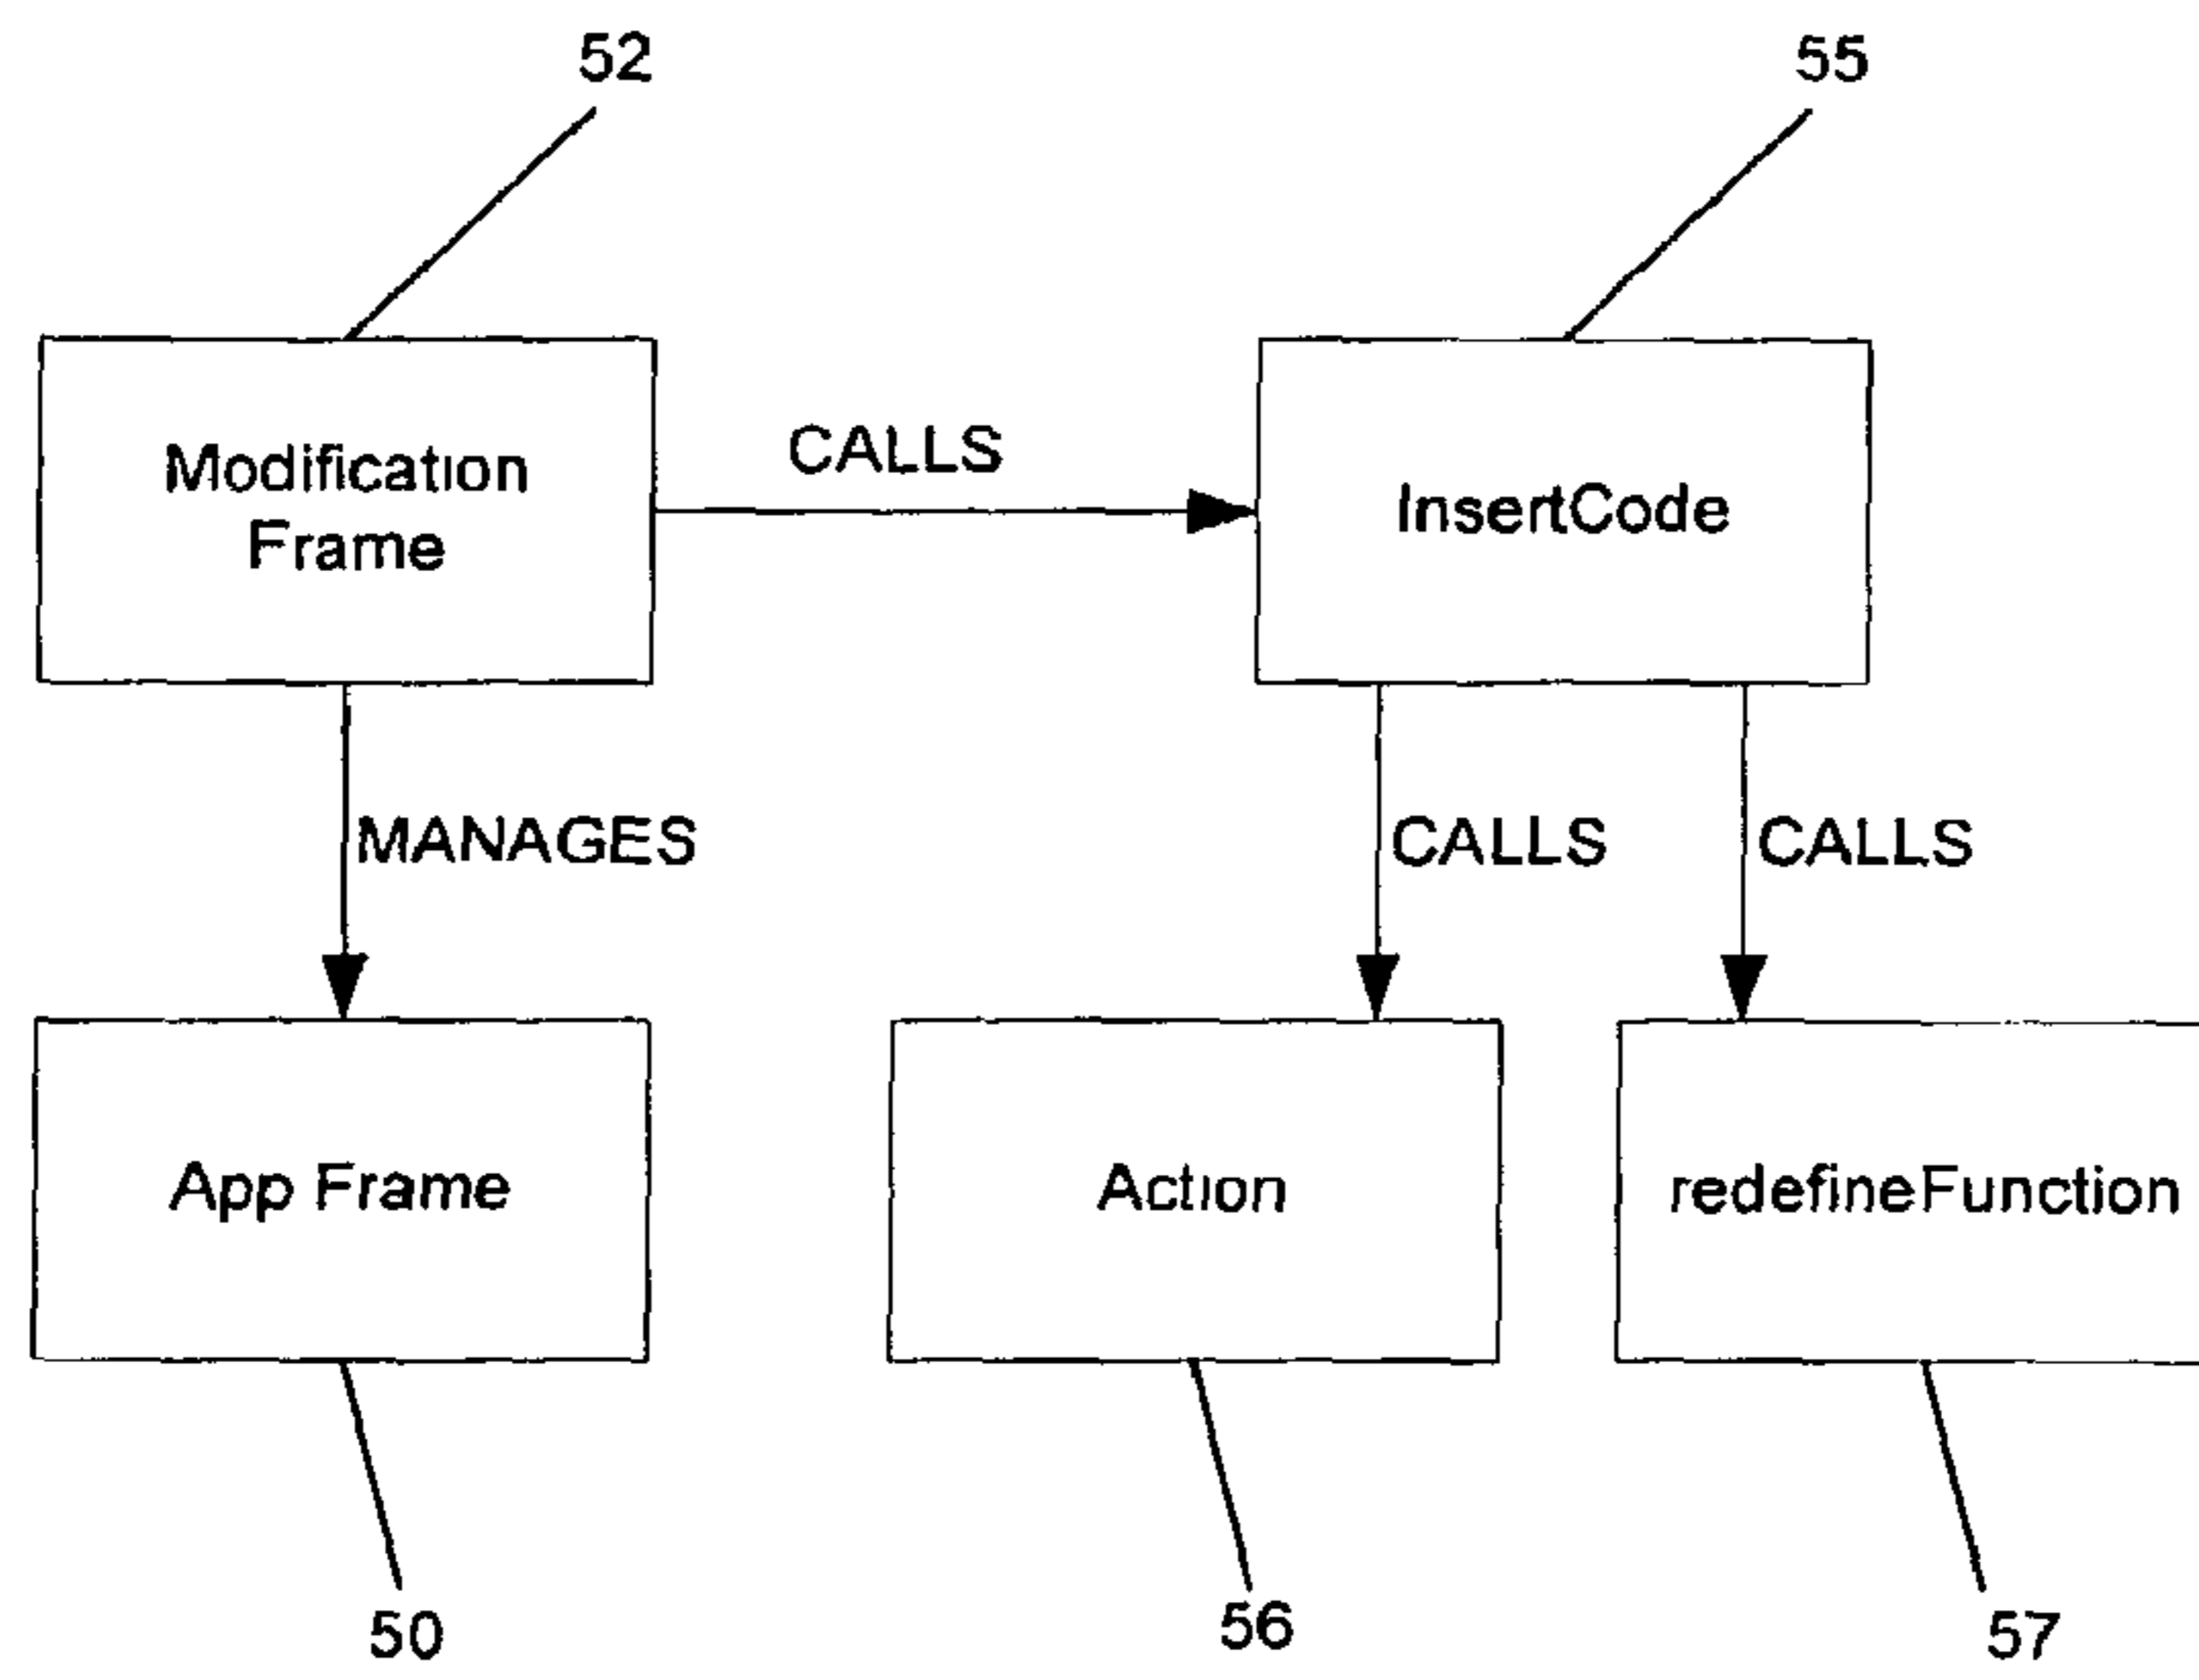 52
55
Modification
Frame
CALLS
InsertCode
MANAGES
CALLS
CALLS
App Frame
Action
redefineFunction
50
56
57